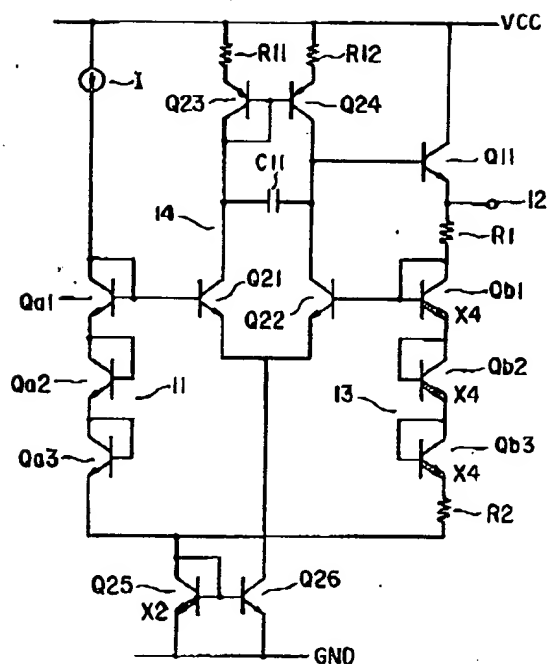 VCC
R11
R12
I
Q23
Q24
C11
Q11
12
14
R1
Q21
Qa1
Q22
Qb1
X4
Qa2
11
Qb2
13
X4
Qa3
Qb3
X4
R2
Q25
Q26
X2
GND